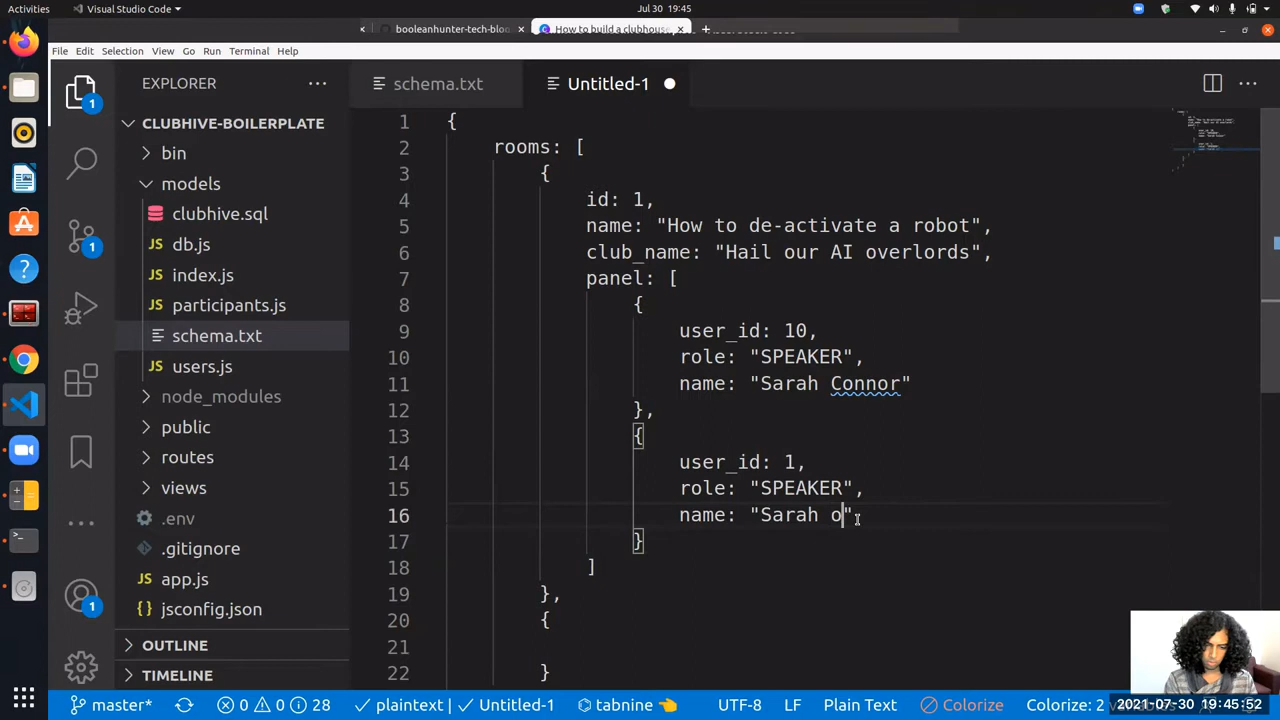 Activities
Visual Studio Code
Jul 30 19:45
booleanhunter-tech-blo
How to build a clubhouse
File Edit Selection View Go Run Terminal Help
EXPLORER
schema.txt
Untitled-1
CLUBHIVE-BOILERPLATE
bin
models
clubhive.sql
db.js
index.js
participants.js
schema.txt
users.js
node_modules
public
routes
views
.env
.gitignore
app.js
jsconfig.json
OUTLINE
TIMELINE
1
1
1
1 {
2 rooms: [
3 {
4 id: 1,
5 name: "How to de-activate a robot",
6 club_name: "Hail our AI overlords",
7 panel: [
8 {
9 user_id: 10,
10 role: "SPEAKER",
11 name: "Sarah Connor"
12 },
13 {
14 user_id: 1,
15 role: "SPEAKER",
16 name: "Sarah o"
17 }
18 ]
19 },
20 {
21
22 }
master* 0 0 28 plaintext Untitled-1 tabnine UTF-8 LF Plain Text Colorize Colorize: 2
2021-07-30 19:45:52